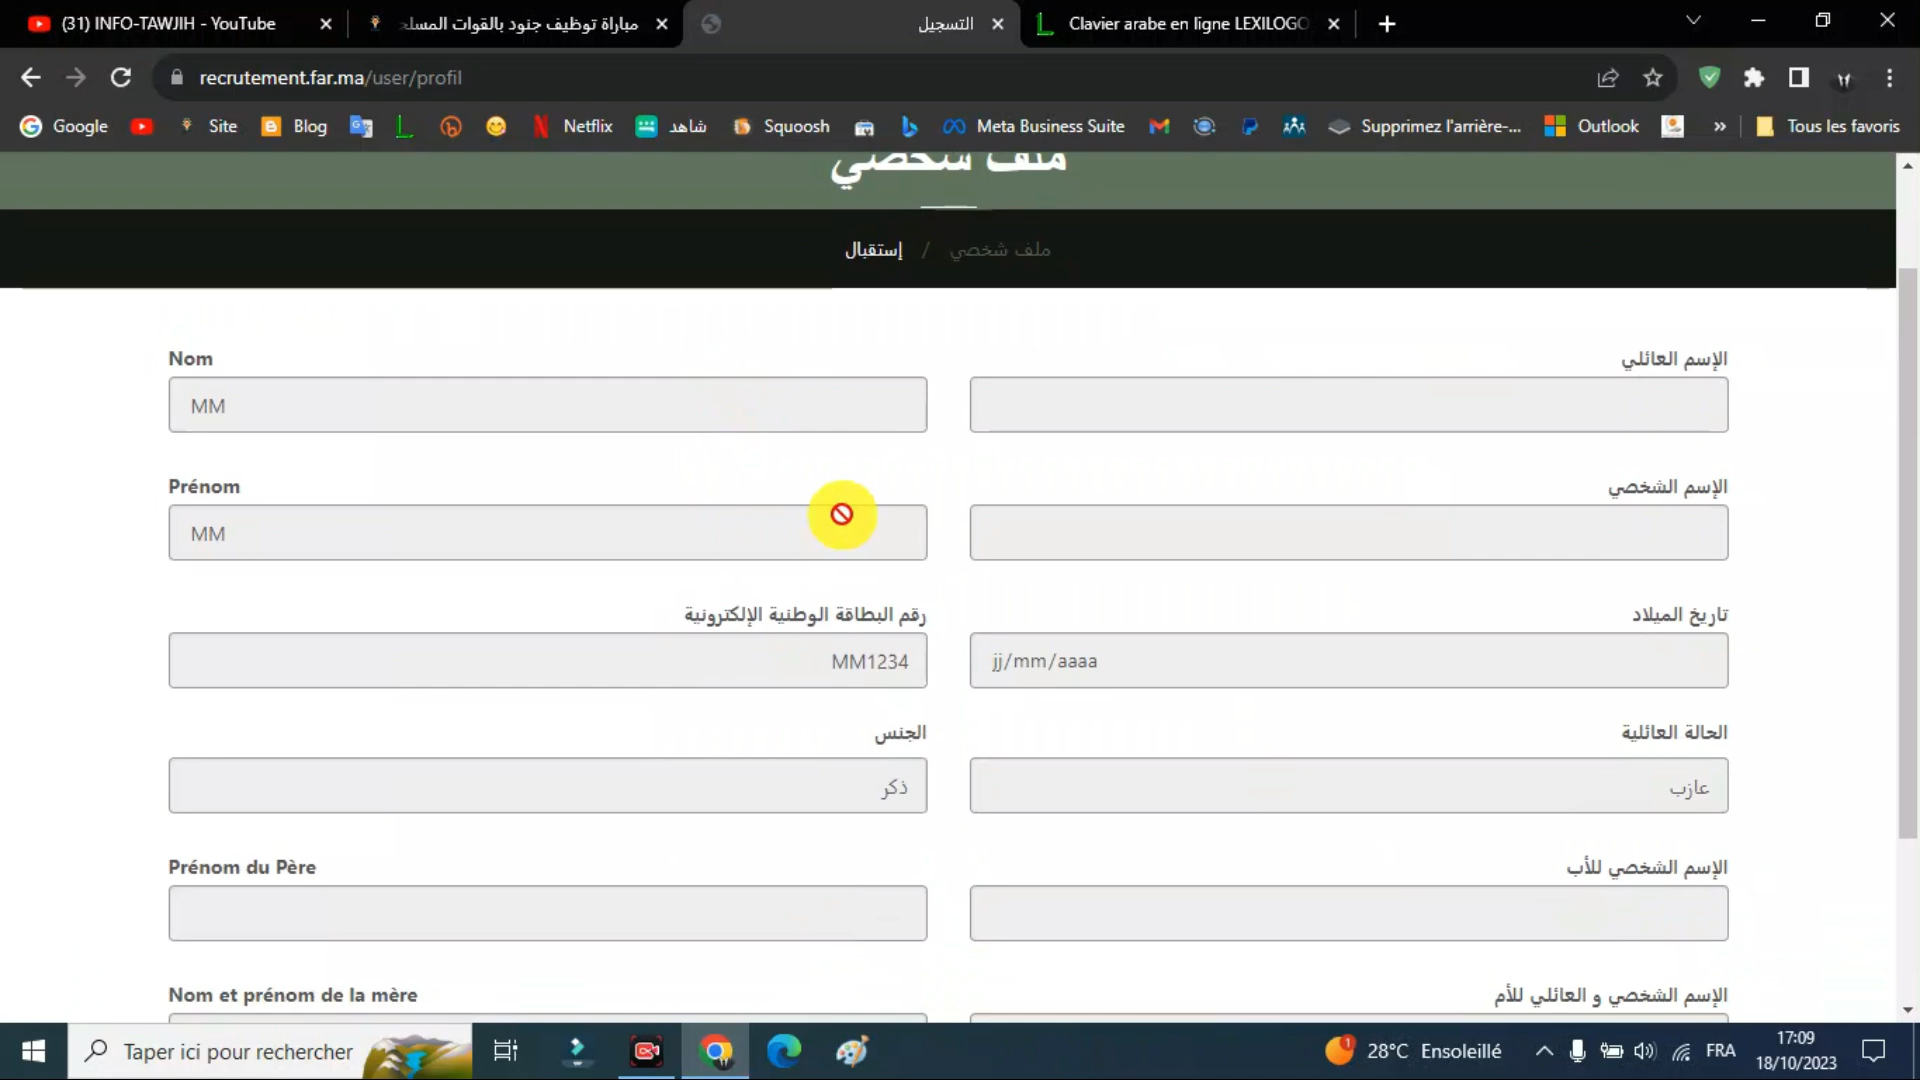 (31) INFO-TAWJIH - YouTube
مباراة توظيف جنود بالقوات المسلح
التسجيل
Clavier arabe en ligne LEXILOGO
recrutement.far.ma/user/profil
Google
Site
Blog
Netflix
شاهد
Squoosh
Meta Business Suite
Supprimez l'arrière-...
Outlook
»
Tous les favoris
ملف شخصي
إستقبال / ملف شخصي
Nom
الإسم العائلي
MM
Prénom
الإسم الشخصي
MM
رقم البطاقة الوطنية الإلكترونية
تاريخ الميلاد
MM1234
jj/mm/aaaa
الجنس
الحالة العائلية
ذكر
عازب
Prénom du Père
الإسم الشخصي للأب
Nom et prénom de la mère
الإسم الشخصي و العائلي للأم
Taper ici pour rechercher
1
28°C Ensoleillé
FRA
17:09
18/10/2023